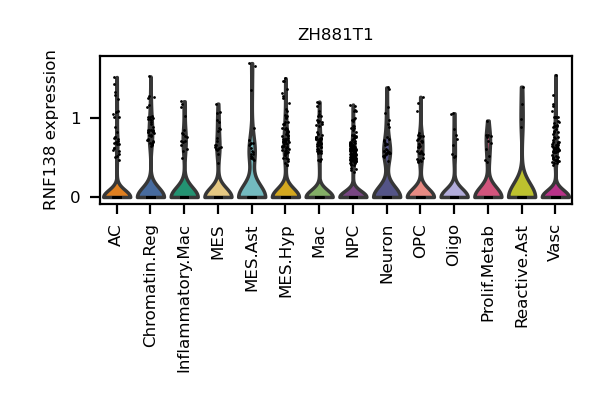 ZH881T1
RNF138 expression
1
0
AC
Chromatin.Reg
Inflammatory.Mac
MES
MES.Ast
MES.Hyp
Mac
NPC
Neuron
OPC
Oligo
Prolif.Metab
Reactive.Ast
Vasc